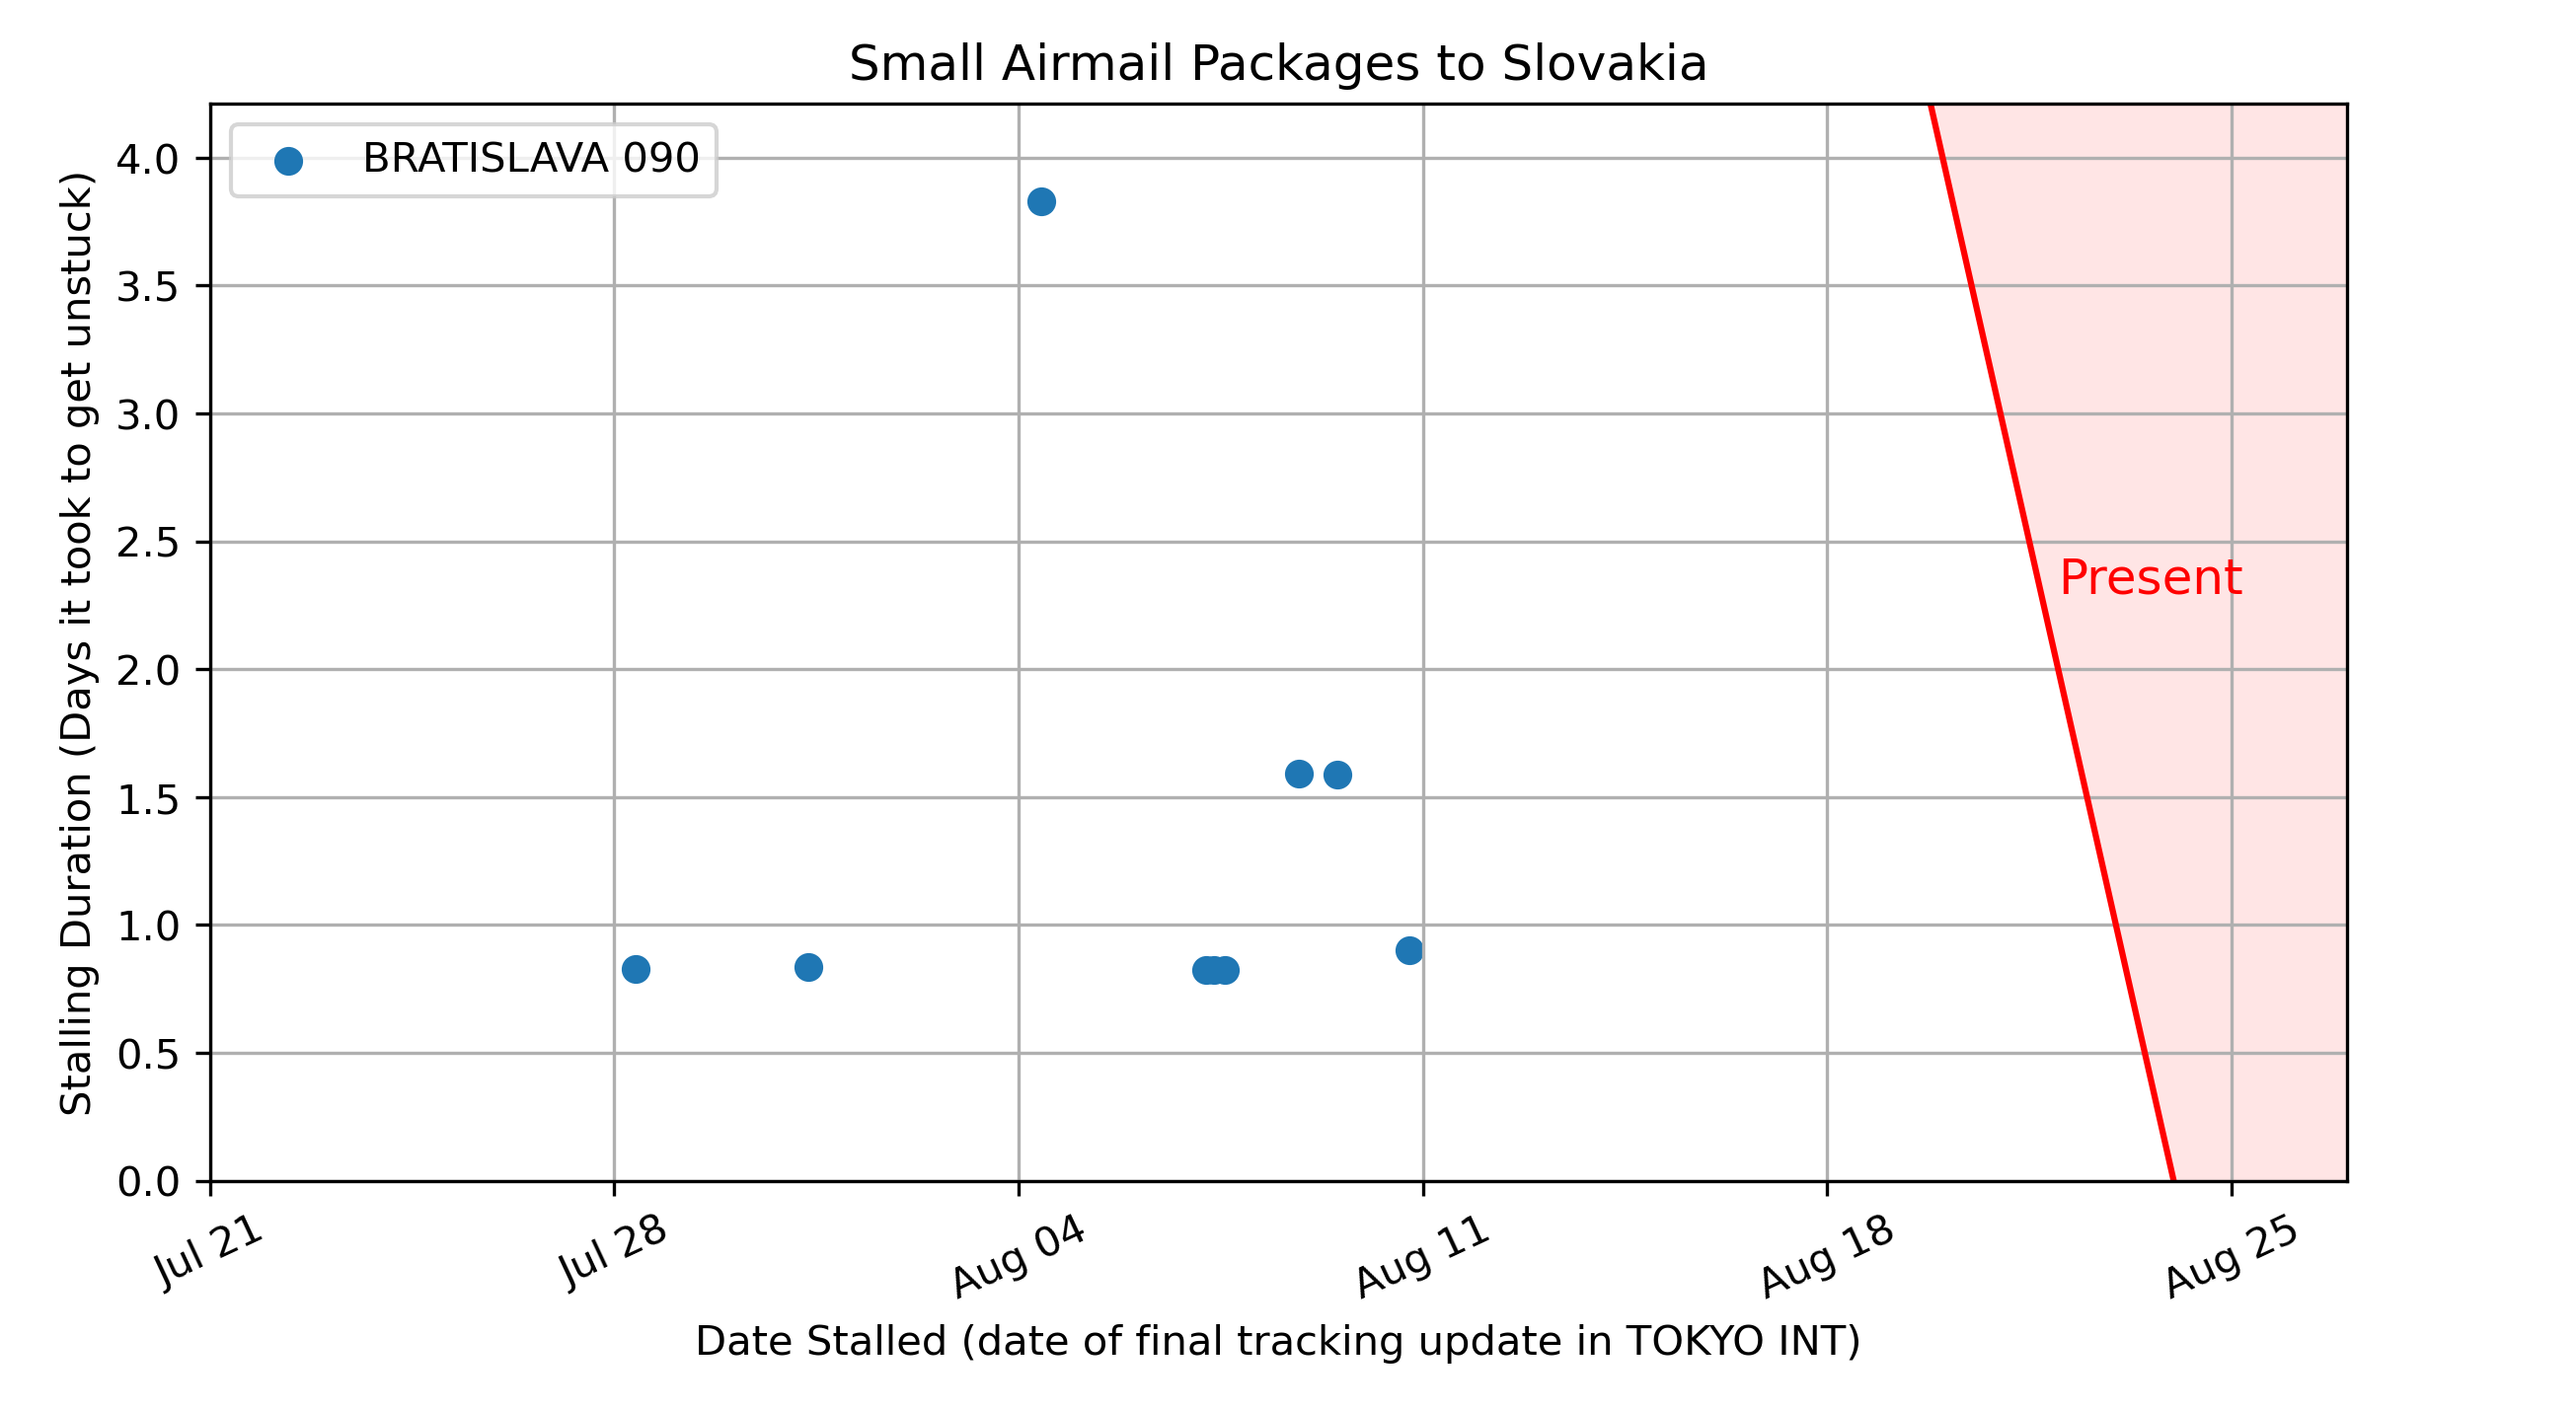 Small Airmail Packages to Slovakia
BRATISLAVA 090
Stalling Duration (Days it took to get unstuck)
4.0
3.5
3.0
2.5
2.0
1.5
1.0
0.5
0.0
Present
Jul 21
Jul 28
Aug 04
Aug 11
Aug 18
Aug 25
Date Stalled (date of final tracking update in TOKYO INT)